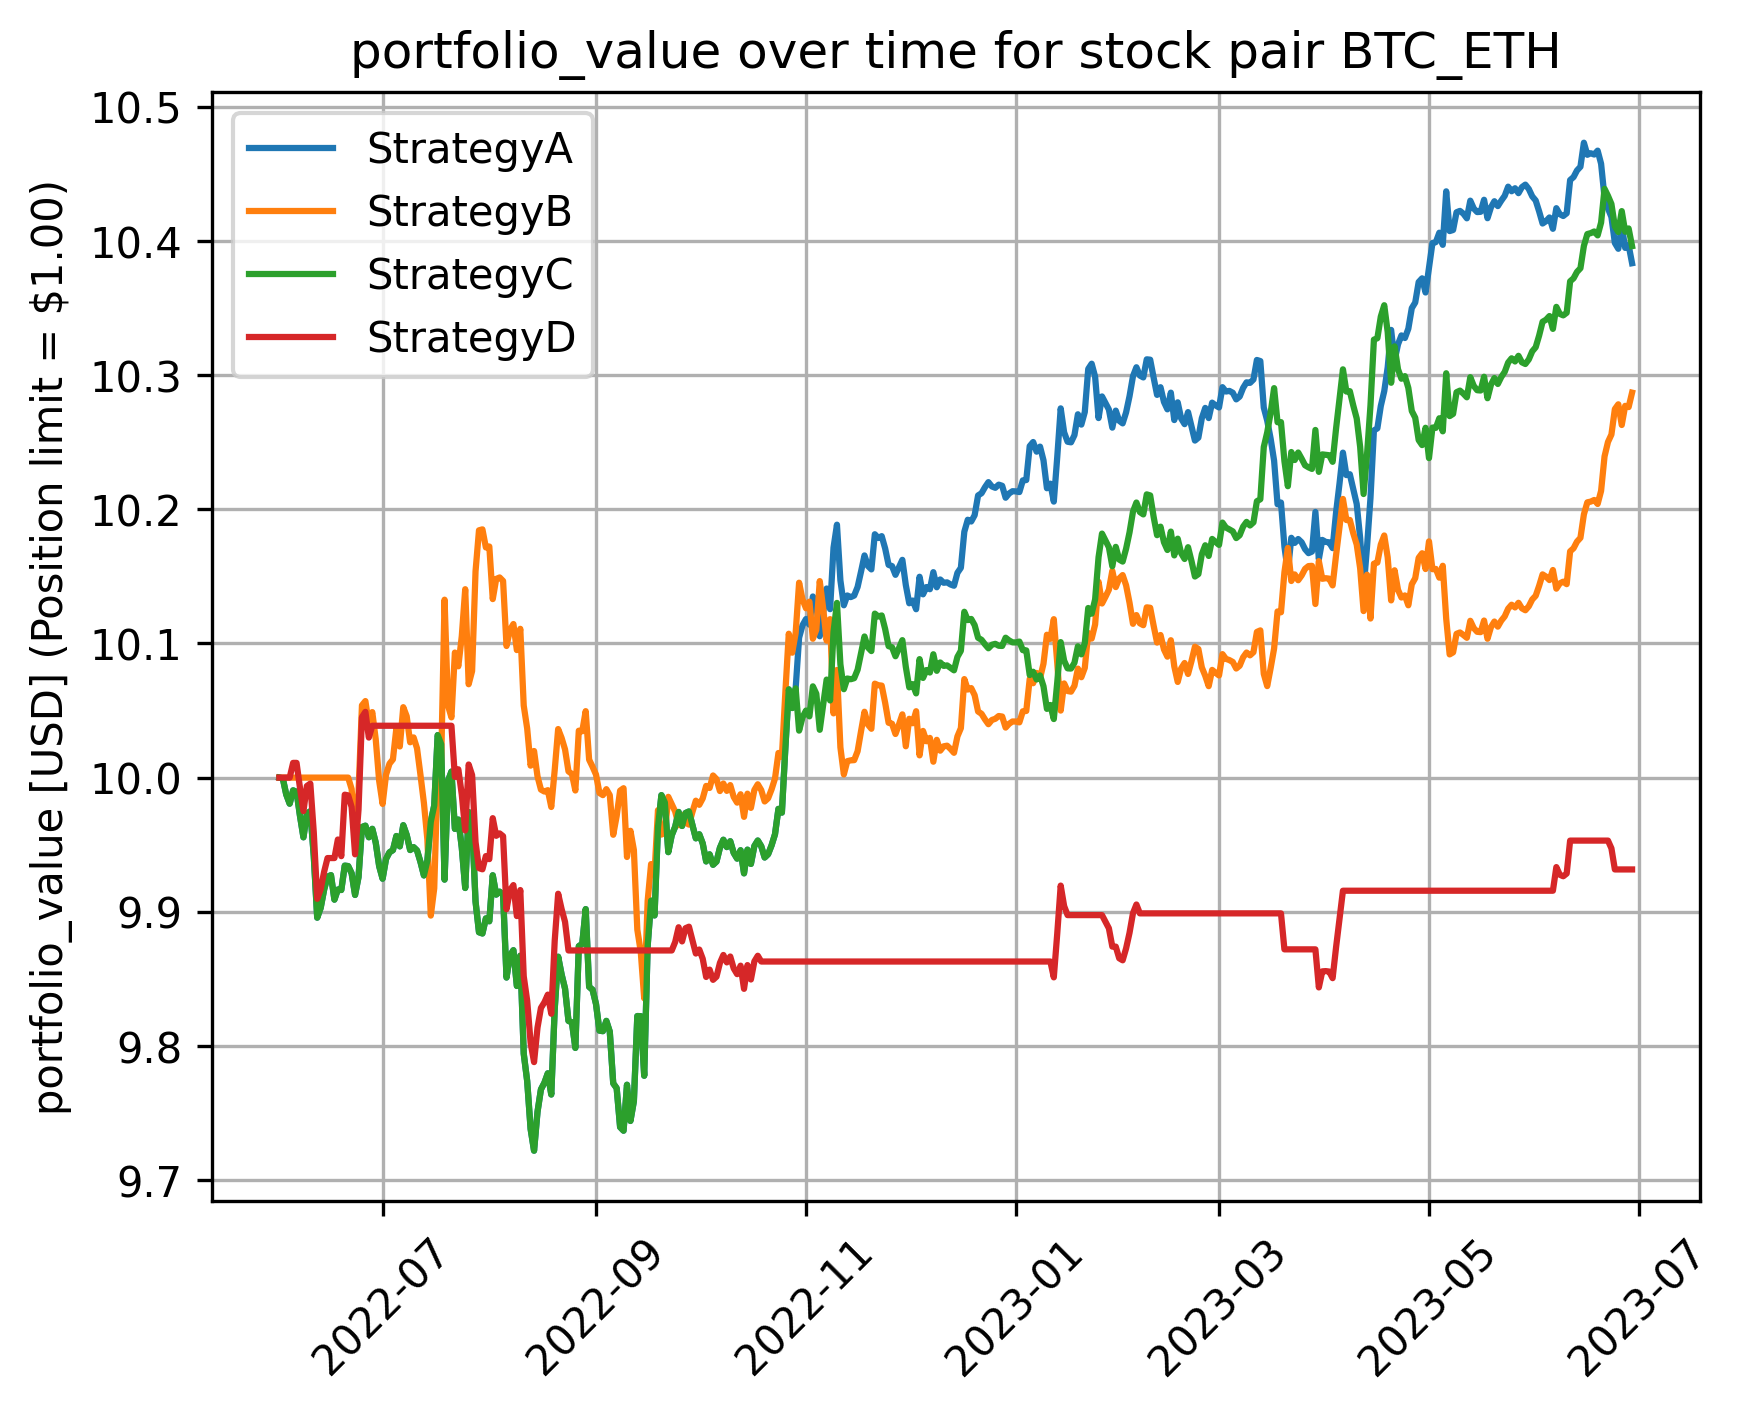 portfolio_value over time for stock pair BTC_ETH
portfolio_value [USD] (Position limit = $1.00)
10.5
10.4
10.3
10.2
10.1
10.0
9.9
9.8
9.7
StrategyA
StrategyB
StrategyC
StrategyD
2022-07
2022-09
2022-11
2023-01
2023-03
2023-05
2023-07